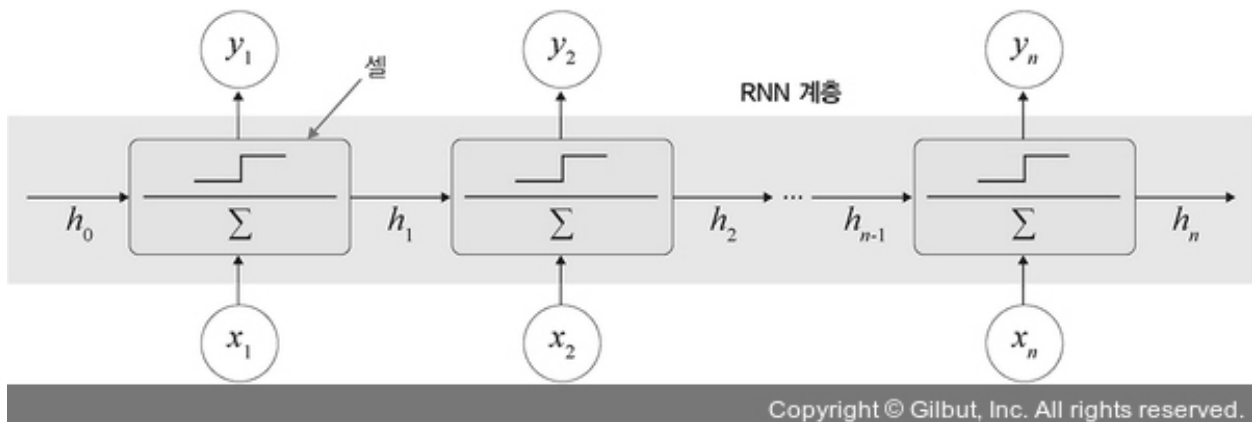 y₁ y₂ yₙ
셀
RNN 계층
h₀ ∑ h₁ ∑ h₂ ... hₙ₋₁ ∑ hₙ
x₁ x₂ xₙ
Copyright © Gilbut, Inc. All rights reserved.